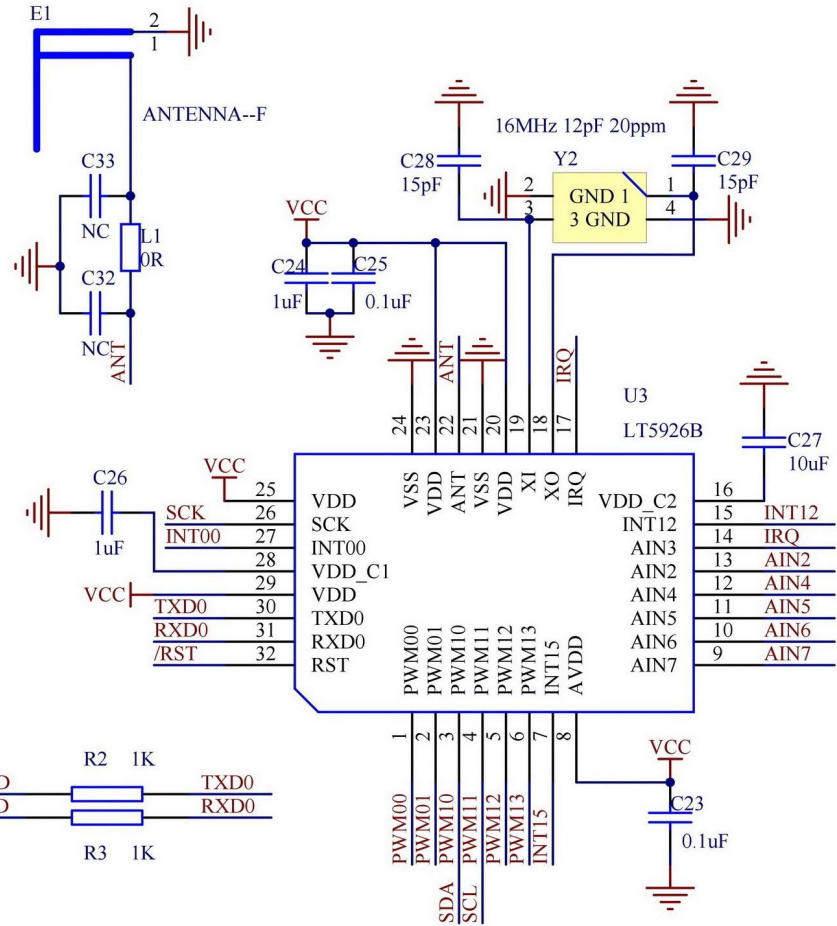 E1
2
1
ANTENNA--F
C33
NC
L1
0R
C32
NC
ANT
VCC
C24
1uF
C25
0.1uF
16MHz 12pF 20ppm
C28
15pF
Y2
C29
15pF
2
GND 1
1
3
3 GND
4
ANT
IRQ
U3
LT5926B
C27
10uF
24
23
22
21
20
19
18
17
VSS
VDD
ANT
VSS
VDD
XI
XO
IRQ
C26
1uF
VCC
25
VDD
SCK
26
SCK
INT00
27
INT00
28
VDD_C1
VCC
29
VDD
TXD0
30
TXD0
RXD0
31
RXD0
/RST
32
RST
VDD_C2
16
INT12
15
INT12
AIN3
14
IRQ
AIN2
13
AIN2
AIN4
12
AIN4
AIN5
11
AIN5
AIN6
10
AIN6
AIN7
9
AIN7
PWM00
PWM01
PWM10
PWM11
PWM12
PWM13
INT15
AVDD
1
2
3
4
5
6
7
8
PWM00
PWM01
PWM10
PWM11
PWM12
PWM13
INT15
SDA
SCL
VCC
C23
0.1uF
R2 1K
D
TXD0
D
RXD0
R3 1K